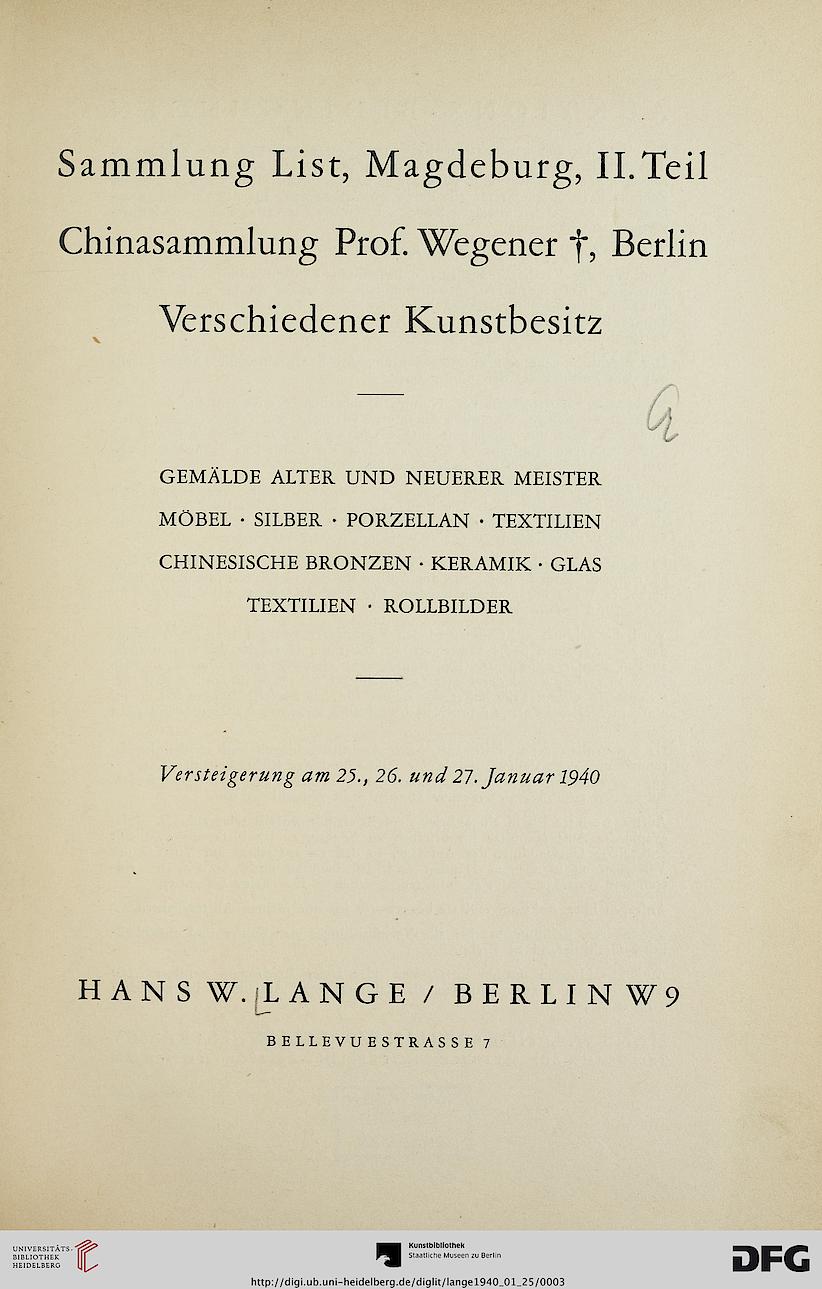 Sammlung List, Magdeburg, II. Teil
Chinasammlung Prof. Wegener †, Berlin
Verschiedener Kunstbesitz
GEMÄLDE ALTER UND NEUERER MEISTER
MÖBEL · SILBER · PORZELLAN · TEXTILIEN
CHINESISCHE BRONZEN · KERAMIK · GLAS
TEXTILIEN · ROLLBILDER
Versteigerung am 25., 26. und 27. Januar 1940
HANS W. LANGE / BERLIN W 9
BELLEVUESTRASSE 7
UNIVERSITÄTS-
BIBLIOTHEK
HEIDELBERG
Kunstbibliothek
Staatliche Museen zu Berlin
DFG
http://digi.ub.uni-heidelberg.de/diglit/lange1940_01_25/0003